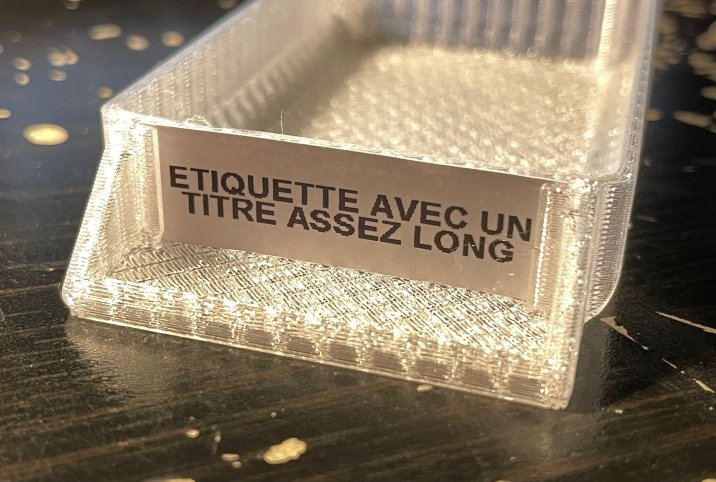 ETIQUETTE AVEC UN
TITRE ASSEZ LONG